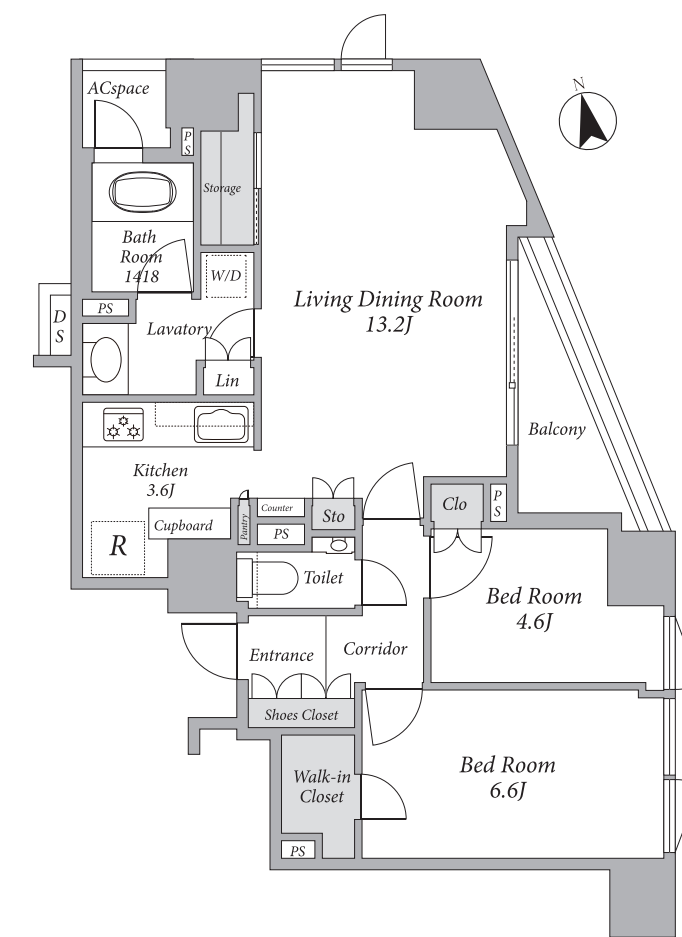 N
ACspace
P
S
Storage
Bath
Room
1418
W/D
Living Dining Room
13.2J
PS
D
S
Lavatory
Lin
Balcony
Kitchen
3.6J
Cupboard
R
Pantry
Counter
PS
Sto
Clo
P
S
Toilet
Bed Room
4.6J
Entrance
Corridor
Shoes Closet
Walk-in
Closet
Bed Room
6.6J
PS